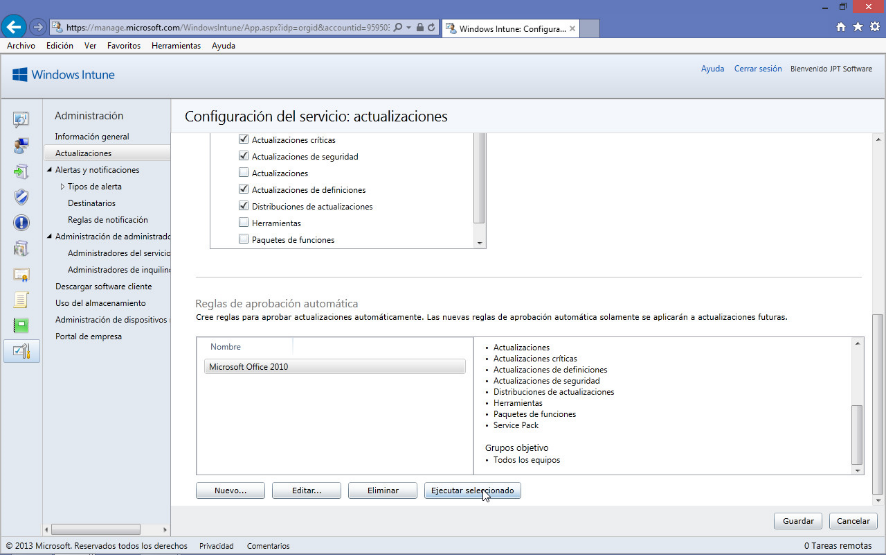 https://manage.microsoft.com/WindowsIntune/App.aspx?idp=orgid&accountid=95950
Windows Intune: Configura...
Archivo Edición Ver Favoritos Herramientas Ayuda
Windows Intune
Ayuda Cerrar sesión Bienvenido JPT Software
Administración
Información general
Actualizaciones
Alertas y notificaciones
Tipos de alerta
Destinatarios
Reglas de notificación
Administración de administrado
Administradores del servicio
Administradores de inquilin
Descargar software cliente
Uso del almacenamiento
Administración de dispositivos
Portal de empresa
Configuración del servicio: actualizaciones
Actualizaciones críticas
Actualizaciones de seguridad
Actualizaciones
Actualizaciones de definiciones
Distribuciones de actualizaciones
Herramientas
Paquetes de funciones
Reglas de aprobación automática
Cree reglas para aprobar actualizaciones automáticamente. Las nuevas reglas de aprobación automática solamente se aplicarán a actualizaciones futuras.
Nombre
Microsoft Office 2010
• Actualizaciones
• Actualizaciones críticas
• Actualizaciones de definiciones
• Actualizaciones de seguridad
• Distribuciones de actualizaciones
• Herramientas
• Paquetes de funciones
• Service Pack
Grupos objetivo
• Todos los equipos
Nuevo... Editar... Eliminar Ejecutar seleccionado
Guardar Cancelar
© 2013 Microsoft. Reservados todos los derechos Privacidad Comentarios 0 Tareas remotas